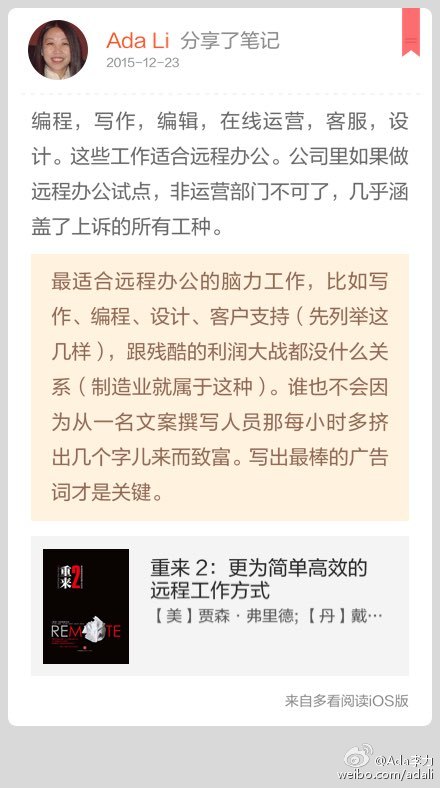 Ada Li 分享了笔记
2015-12-23
编程，写作，编辑，在线运营，客服，设
计。这些工作适合远程办公。公司里如果做
远程办公试点，非运营部门不可了，几乎涵
盖了上诉的所有工种。
最适合远程办公的脑力工作，比如写
作、编程、设计、客户支持（先列举这
几样），跟残酷的利润大战都没什么关
系（制造业就属于这种）。谁也不会因
为从一名文案撰写人员那每小时多挤
出几个字儿来而致富。写出最棒的广告
词才是关键。
重来2
REMOTE
重来 2：更为简单高效的
远程工作方式
【美】贾森·弗里德;【丹】戴…
来自多看阅读iOS版
@Ada李力
weibo.com/adali